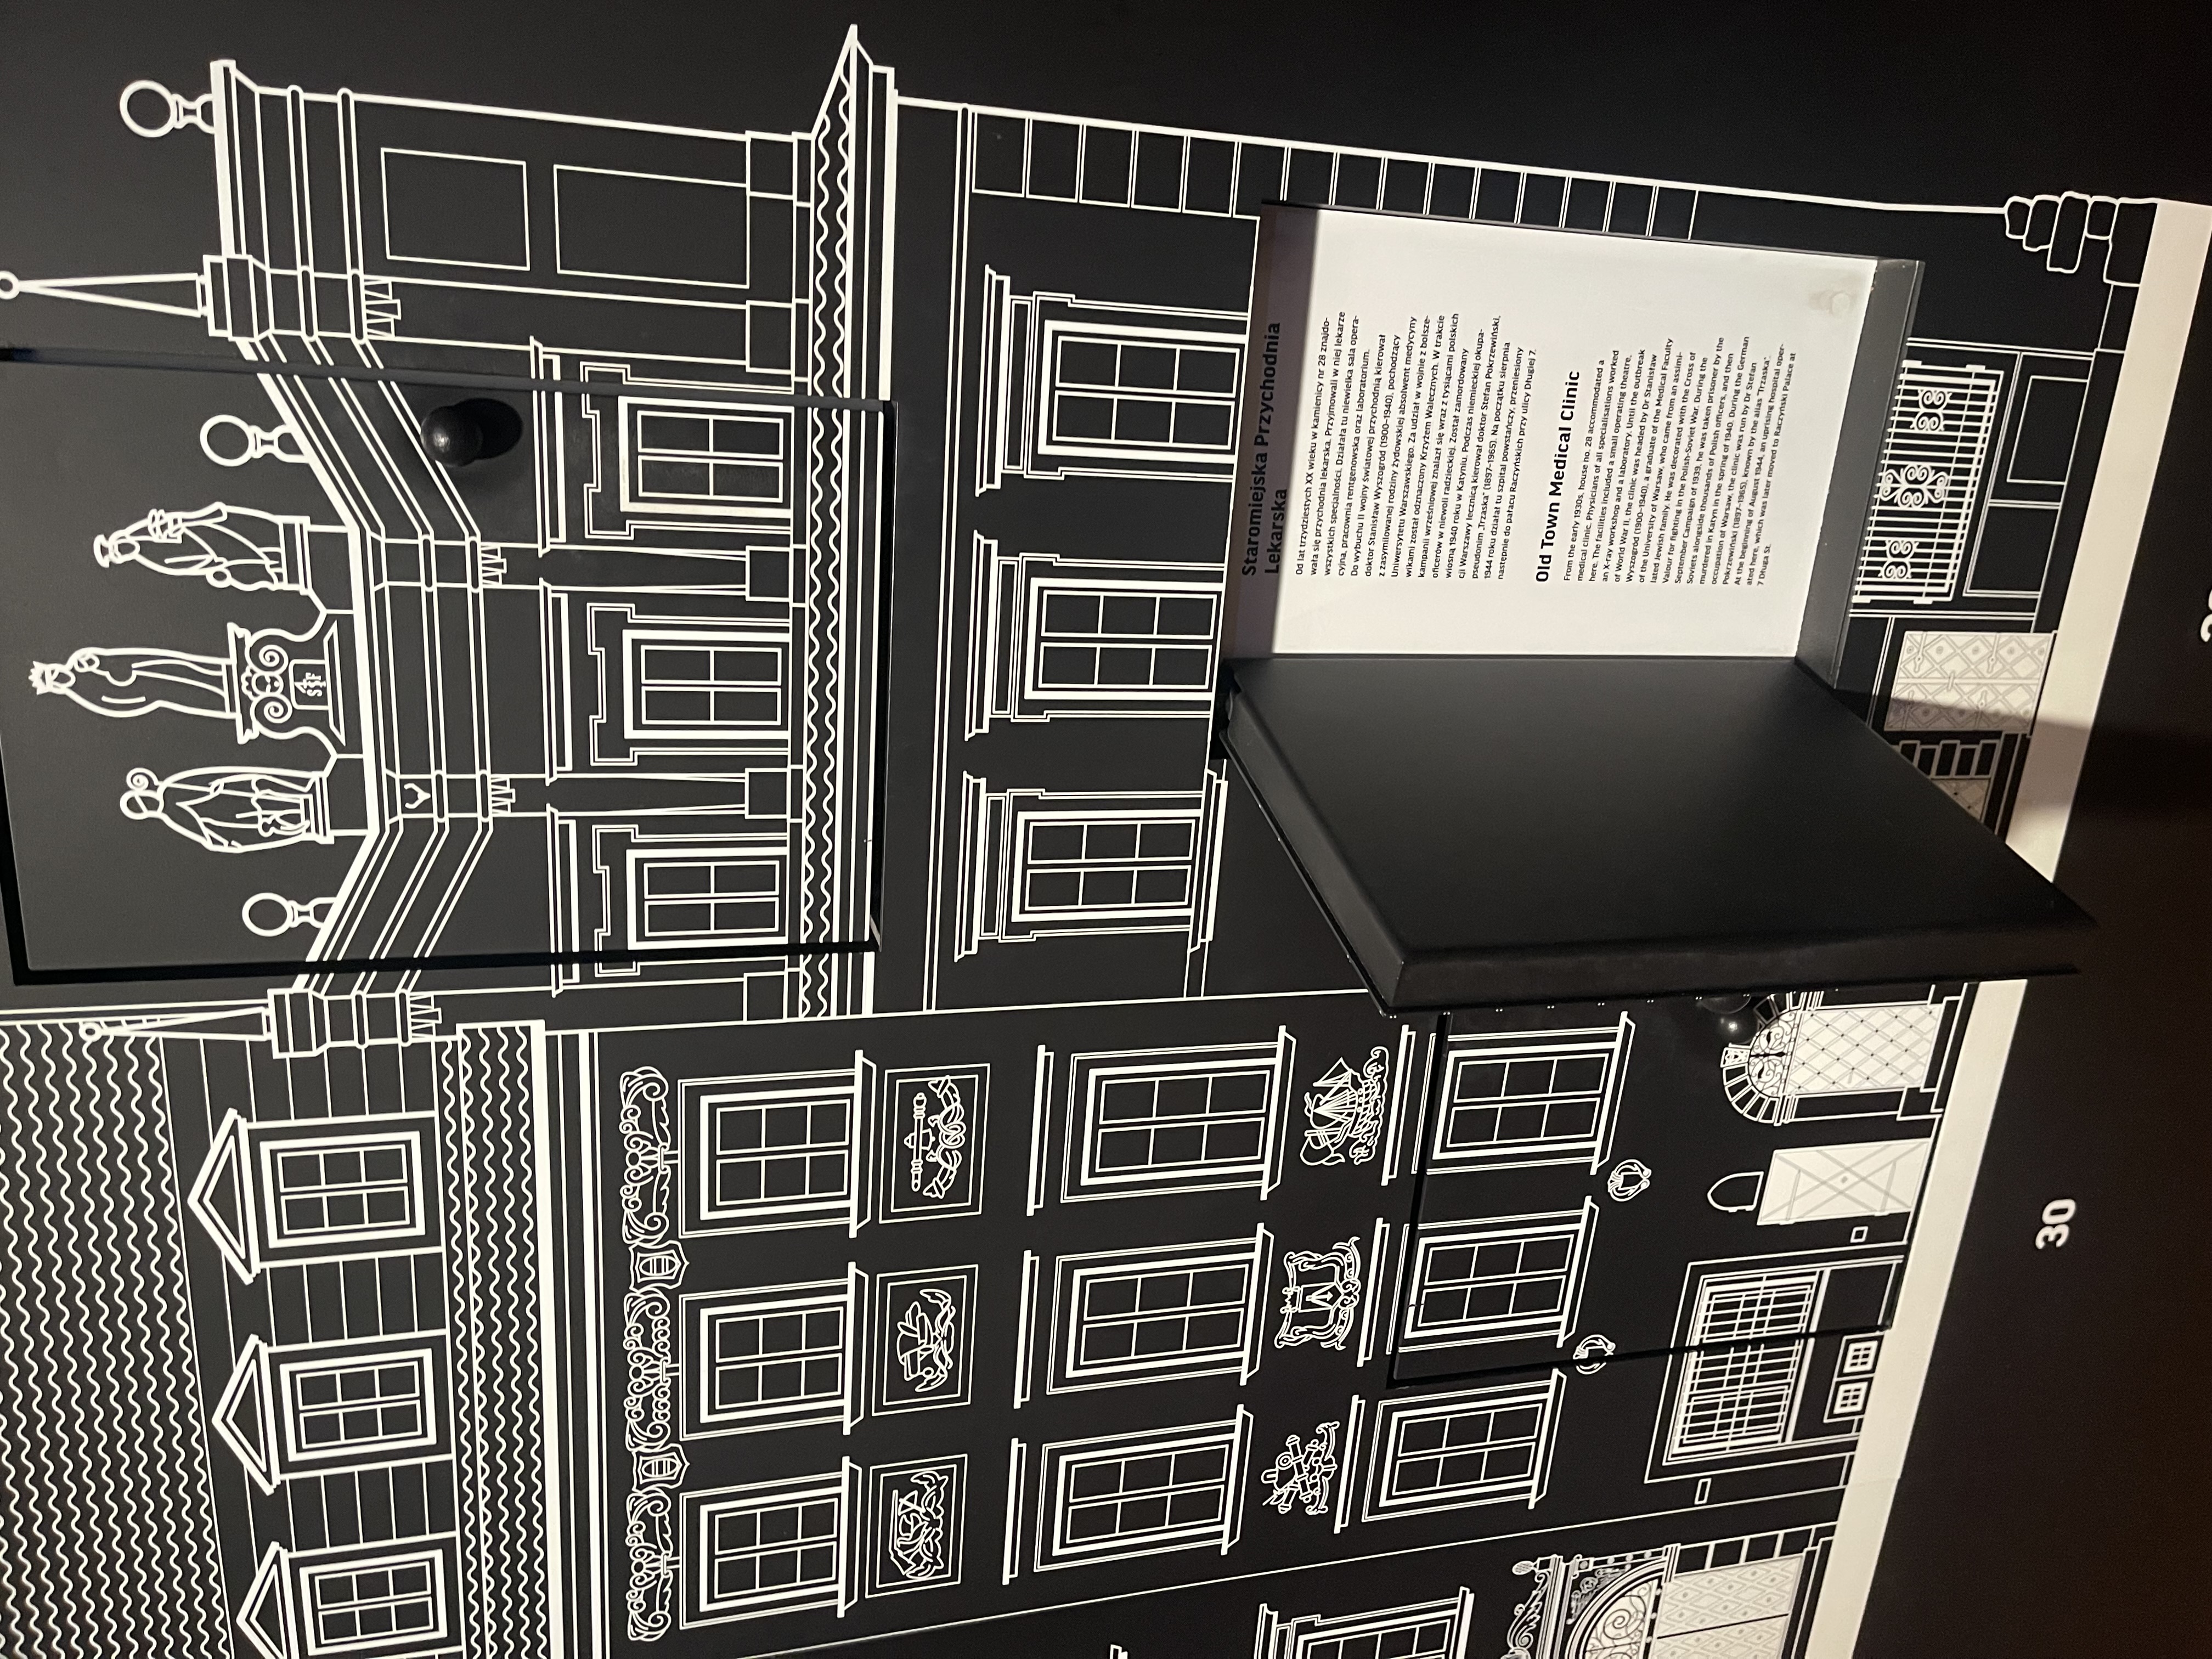 SF
Staromiejska Przychodnia
Lekarska
Od lat trzydziestych XX wieku w kamienicy nr 28 znajdo-
wała się przychodnia lekarska. Przyjmowali w niej lekarze
wszystkich specjalności. Działała tu niewielka sala opera-
cyjna, pracownia rentgenowska oraz laboratorium.
Do wybuchu II wojny światowej przychodnią kierował
doktor Stanisław Wyszogród (1900–1940), pochodzący
z zasymilowanej rodziny żydowskiej absolwent medycyny
Uniwersytetu Warszawskiego. Za udział w wojnie z bolsze-
wikami został odznaczony Krzyżem Walecznych. W trakcie
kampanii wrześniowej znalazł się wraz z tysiącami polskich
oficerów w niewoli radzieckiej. Został zamordowany
wiosną 1940 roku w Katyniu. Podczas niemieckiej okupa-
cji Warszawy lecznicą kierował doktor Stefan Pokrzewiński,
pseudonim „Trzaska” (1897–1965). Na początku sierpnia
1944 roku działał tu szpital powstańczy, przeniesiony
następnie do pałacu Raczyńskich przy ulicy Długiej 7.
Old Town Medical Clinic
From the early 1930s, house no. 28 accommodated a
medical clinic. Physicians of all specialisations worked
here. The facilities included a small operating theatre,
an X-ray workshop and a laboratory. Until the outbreak
of World War II, the clinic was headed by Dr Stanisław
Wyszogród (1900–1940), a graduate of the Medical Faculty
of the University of Warsaw, who came from an assimi-
lated Jewish family. He was decorated with the Cross of
Valour for fighting in the Polish-Soviet War. During the
September Campaign of 1939, he was taken prisoner by the
Soviets alongside thousands of Polish officers, and then
murdered in Katyn in the spring of 1940. During the German
occupation of Warsaw, the clinic was run by Dr Stefan
Pokrzewiński (1897–1965), known by the alias "Trzaska".
At the beginning of August 1944, an uprising hospital oper-
ated here, which was later moved to Raczyński Palace at
7 Długa St.
30